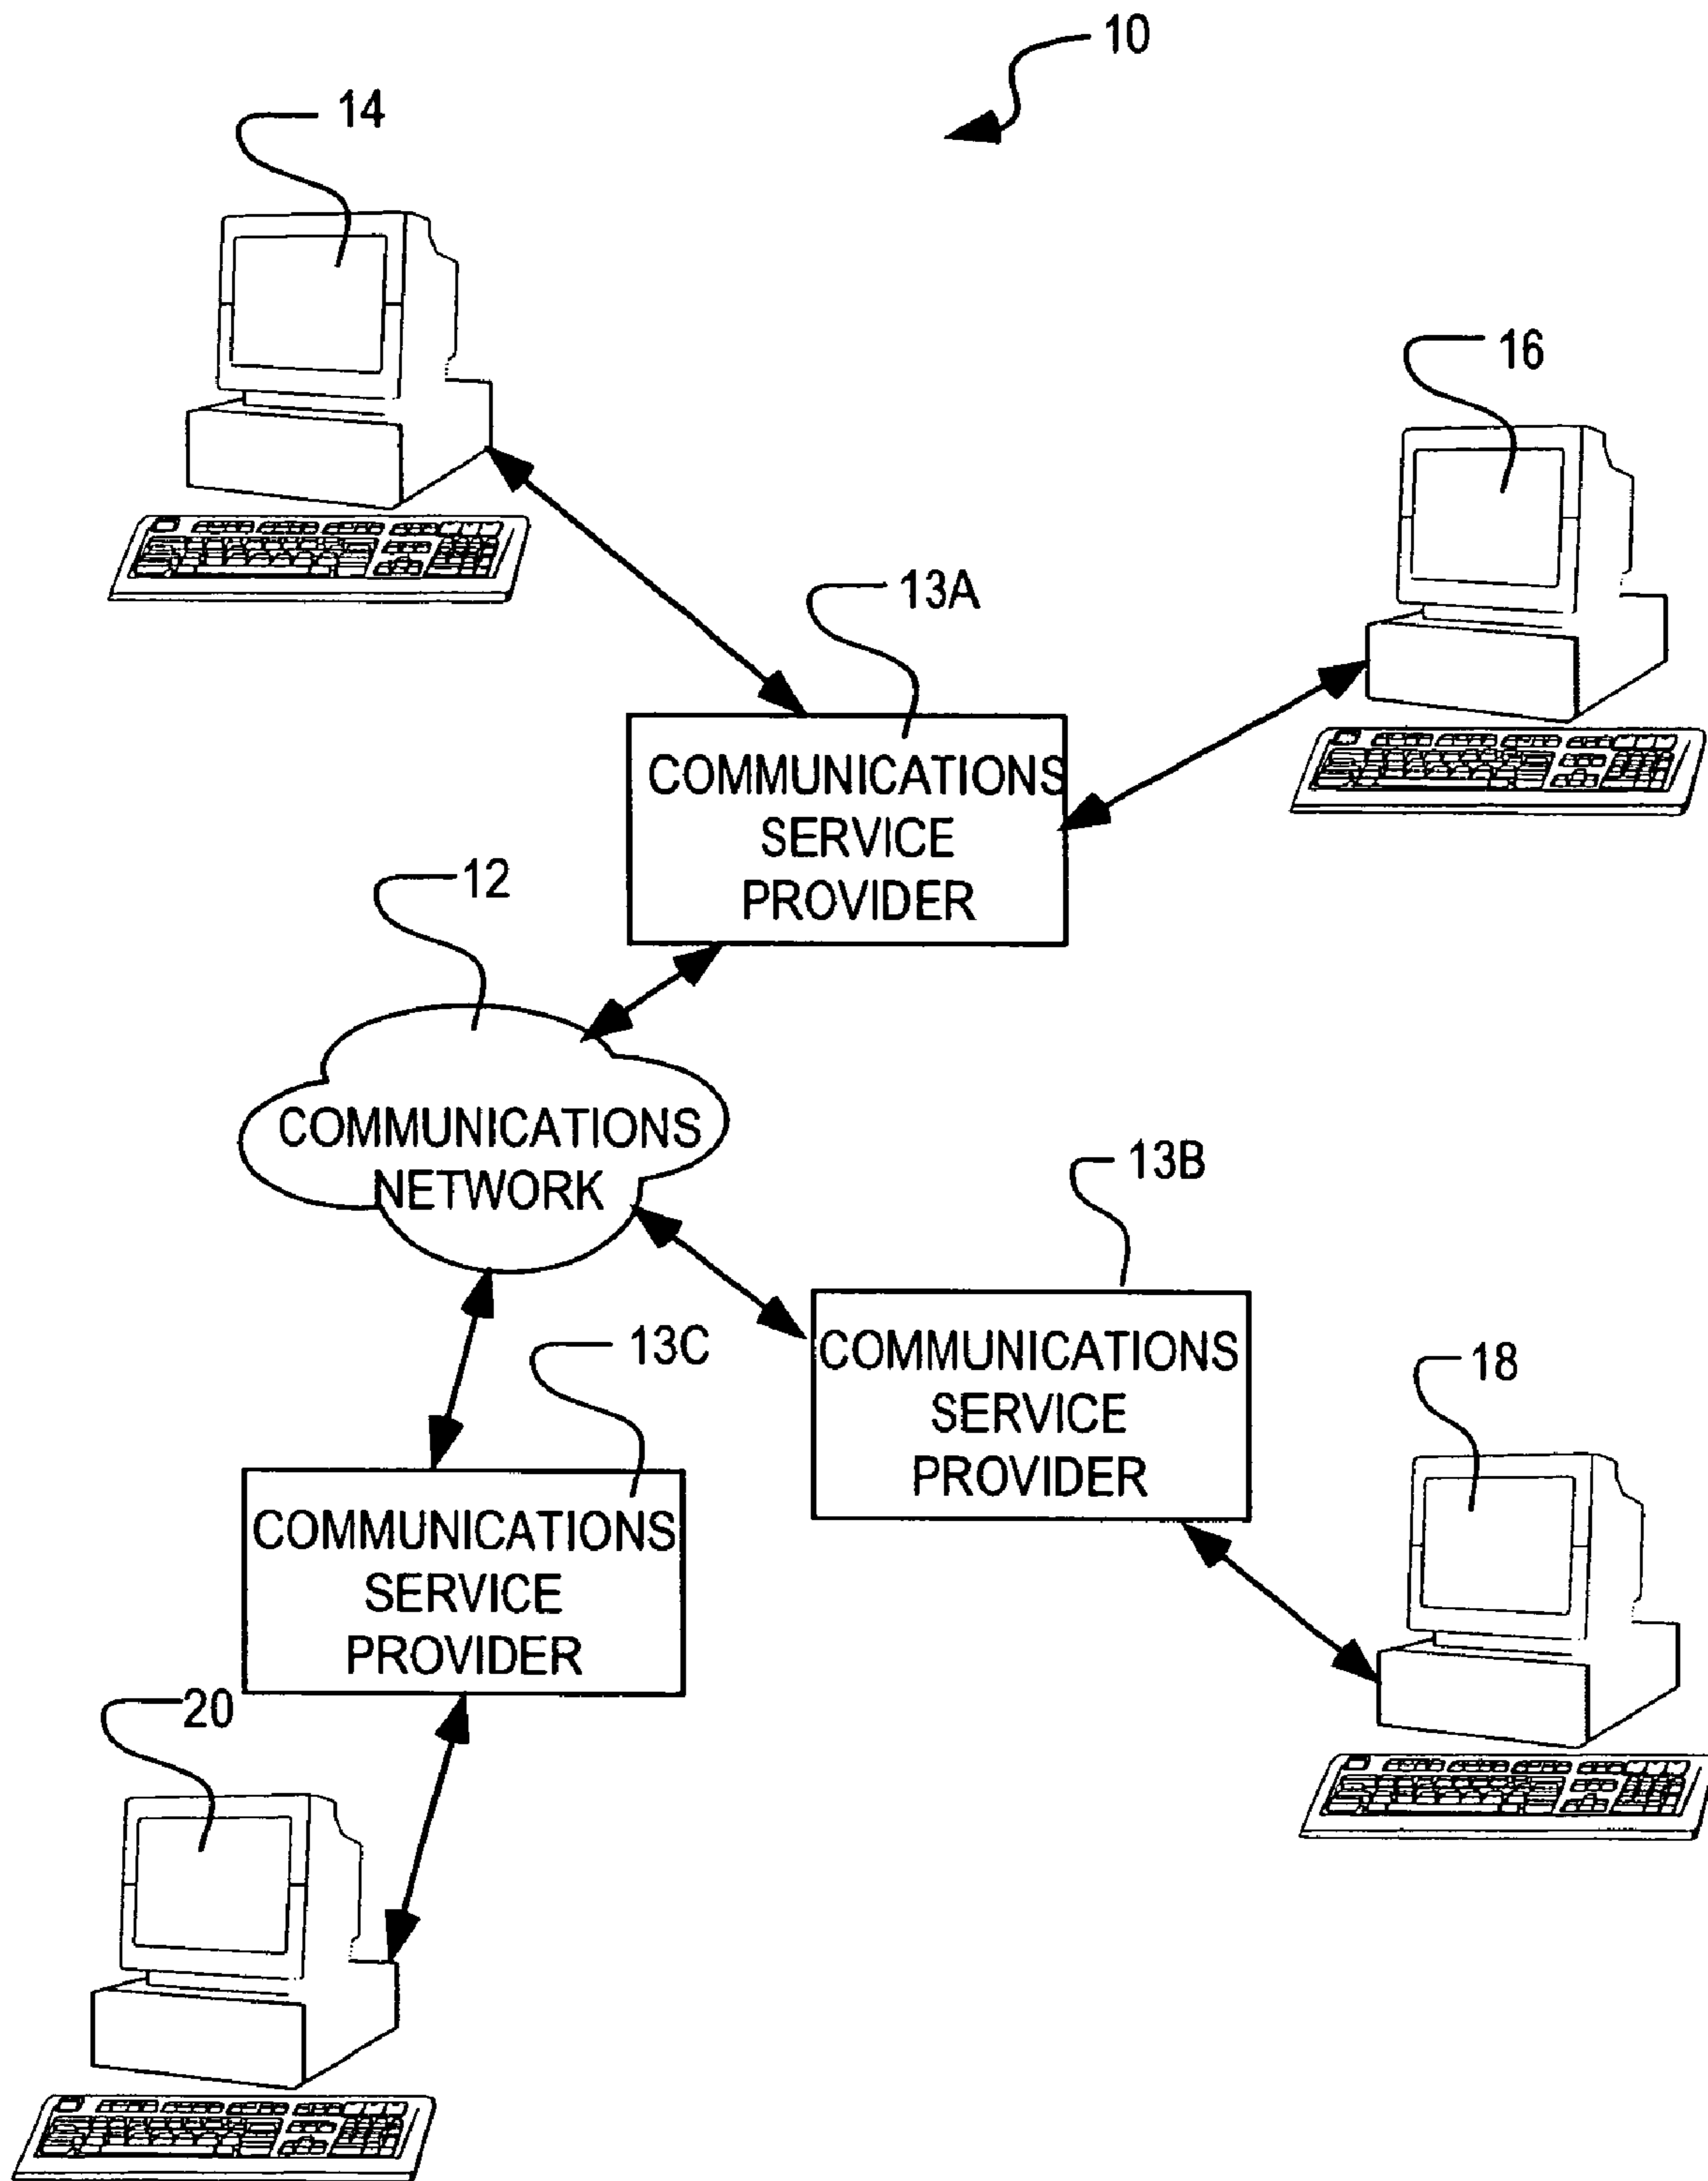 10
14
16
13A
COMMUNICATIONS
SERVICE
PROVIDER
12
COMMUNICATIONS
NETWORK
13B
COMMUNICATIONS
SERVICE
PROVIDER
13C
COMMUNICATIONS
SERVICE
PROVIDER
18
20